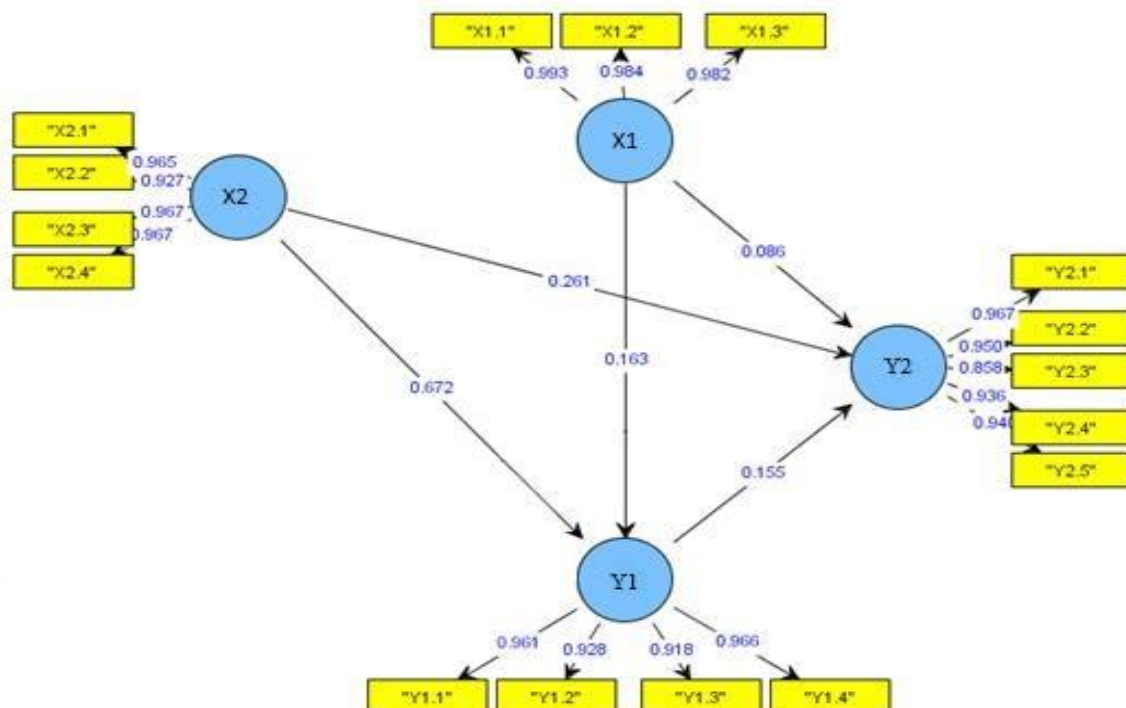 "X1.1"
"X1.2"
"X1.3"
0.993
0.984
0.982
X1
"X2.1"
"X2.2"
"X2.3"
"X2.4"
0.965
0.927
0.967
0.967
X2
0.086
0.261
0.163
0.672
0.155
Y2
"Y2.1"
"Y2.2"
"Y2.3"
"Y2.4"
"Y2.5"
0.967
0.950
0.858
0.936
Y1
0.961
0.928
0.918
0.966
"Y1.1"
"Y1.2"
"Y1.3"
"Y1.4"